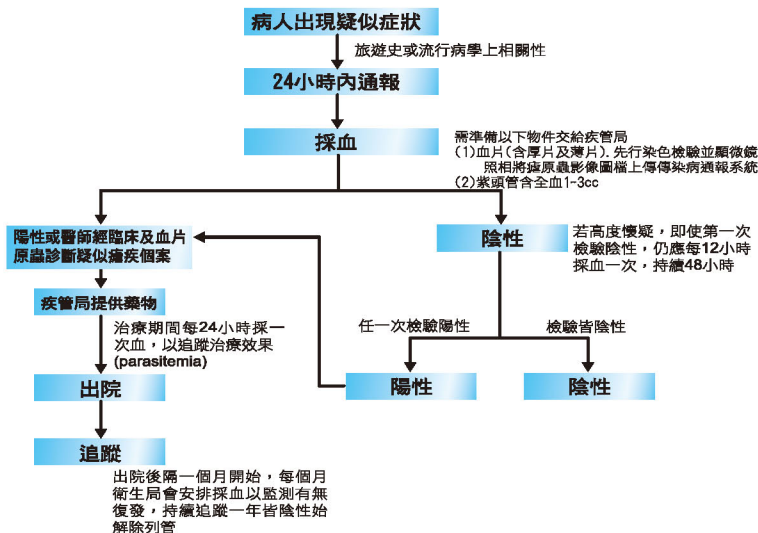 病人出現疑似症狀
旅遊史或流行病學上相關性
24小時內通報
採血
需準備以下物件交給疾管局
(1)血片(含厚片及薄片). 先行染色檢驗並顯微鏡
照相將瘧原蟲影像圖檔上傳傳染病通報系統
(2)紫頭管含全血1-3cc
陽性或醫師經臨床及血片
原蟲診斷疑似瘧疾個案
陰性
若高度懷疑，即使第一次
檢驗陰性，仍應每12小時
採血一次，持續48小時
疾管局提供藥物
治療期間每24小時採一
次血，以追蹤治療效果
(parasitemia)
任一次檢驗陽性
檢驗皆陰性
出院
陽性
陰性
追蹤
出院後隔一個月開始，每個月
衛生局會安排採血以監測有無
復發，持續追蹤一年皆陰性始
解除列管